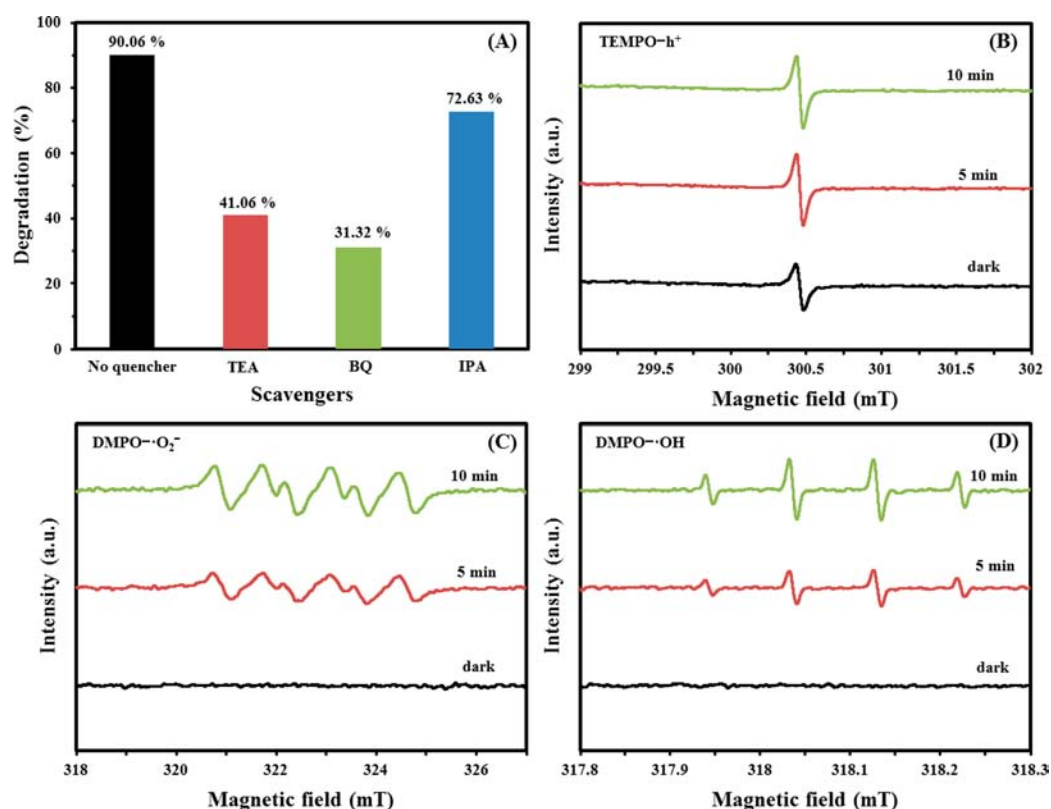 (A)
100
80
60
40
20
0
Degradation (%)
90.06 %
41.06 %
31.32 %
72.63 %
No quencher TEA BQ IPA
Scavengers
(B)
TEMPO–h⁺
10 min
5 min
dark
Intensity (a.u.)
299 299.5 300 300.5 301 301.5 302
Magnetic field (mT)
(C)
DMPO–·O₂⁻
10 min
5 min
dark
Intensity (a.u.)
318 320 322 324 326
Magnetic field (mT)
(D)
DMPO–·OH
10 min
5 min
dark
Intensity (a.u.)
317.8 317.9 318 318.1 318.2 318.3
Magnetic field (mT)